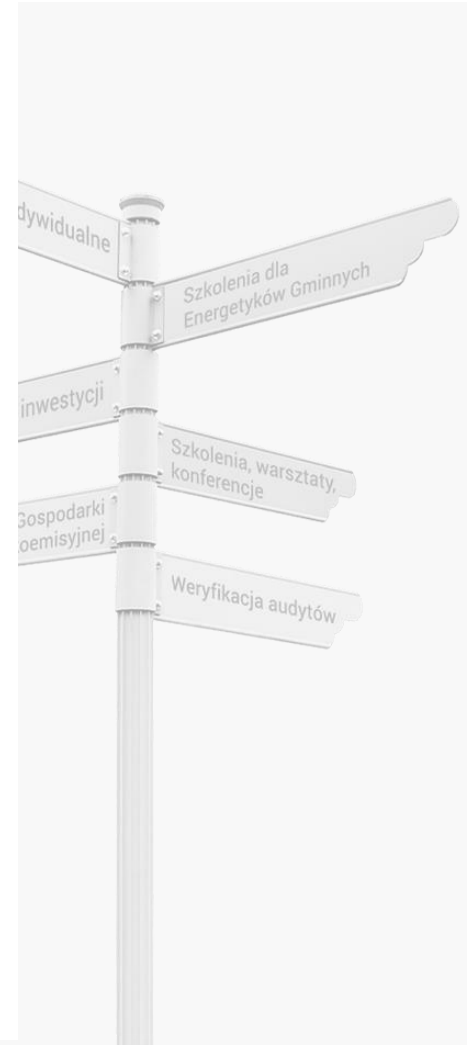 dywidualne
Szkolenia dla
Energetyków Gminnych
inwestycji
Szkolenia, warsztaty,
konferencje
Gospodarki
oemisyjnej
Weryfikacja audytów